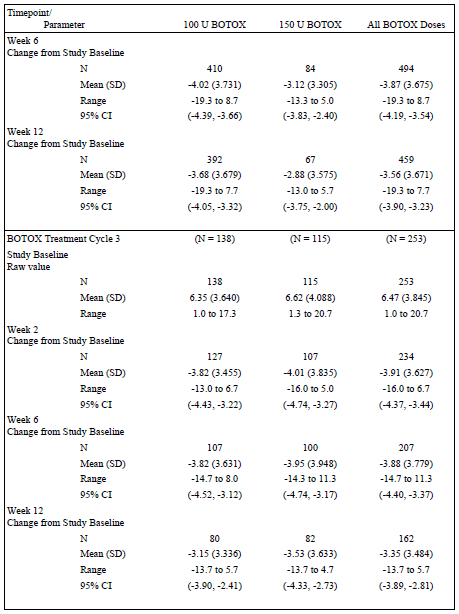 Timepoint/
Parameter 100 U BOTOX 150 U BOTOX All BOTOX Doses
Week 6
Change from Study Baseline
N 410 84 494
Mean (SD) -4.02 (3.731) -3.12 (3.305) -3.87 (3.675)
Range -19.3 to 8.7 -13.3 to 5.0 -19.3 to 8.7
95% CI (-4.39, -3.66) (-3.83, -2.40) (-4.19, -3.54)
Week 12
Change from Study Baseline
N 392 67 459
Mean (SD) -3.68 (3.679) -2.88 (3.575) -3.56 (3.671)
Range -19.3 to 7.7 -13.0 to 5.7 -19.3 to 7.7
95% CI (-4.05, -3.32) (-3.75, -2.00) (-3.90, -3.23)
BOTOX Treatment Cycle 3 (N = 138) (N = 115) (N = 253)
Study Baseline
Raw value
N 138 115 253
Mean (SD) 6.35 (3.640) 6.62 (4.088) 6.47 (3.845)
Range 1.0 to 17.3 1.3 to 20.7 1.0 to 20.7
Week 2
Change from Study Baseline
N 127 107 234
Mean (SD) -3.82 (3.455) -4.01 (3.835) -3.91 (3.627)
Range -13.0 to 6.7 -16.0 to 5.0 -16.0 to 6.7
95% CI (-4.43, -3.22) (-4.74, -3.27) (-4.37, -3.44)
Week 6
Change from Study Baseline
N 107 100 207
Mean (SD) -3.82 (3.631) -3.95 (3.948) -3.88 (3.779)
Range -14.7 to 8.0 -14.3 to 11.3 -14.7 to 11.3
95% CI (-4.52, -3.12) (-4.74, -3.17) (-4.40, -3.37)
Week 12
Change from Study Baseline
N 80 82 162
Mean (SD) -3.15 (3.336) -3.53 (3.633) -3.35 (3.484)
Range -13.7 to 5.7 -13.7 to 4.7 -13.7 to 5.7
95% CI (-3.90, -2.41) (-4.33, -2.73) (-3.89, -2.81)